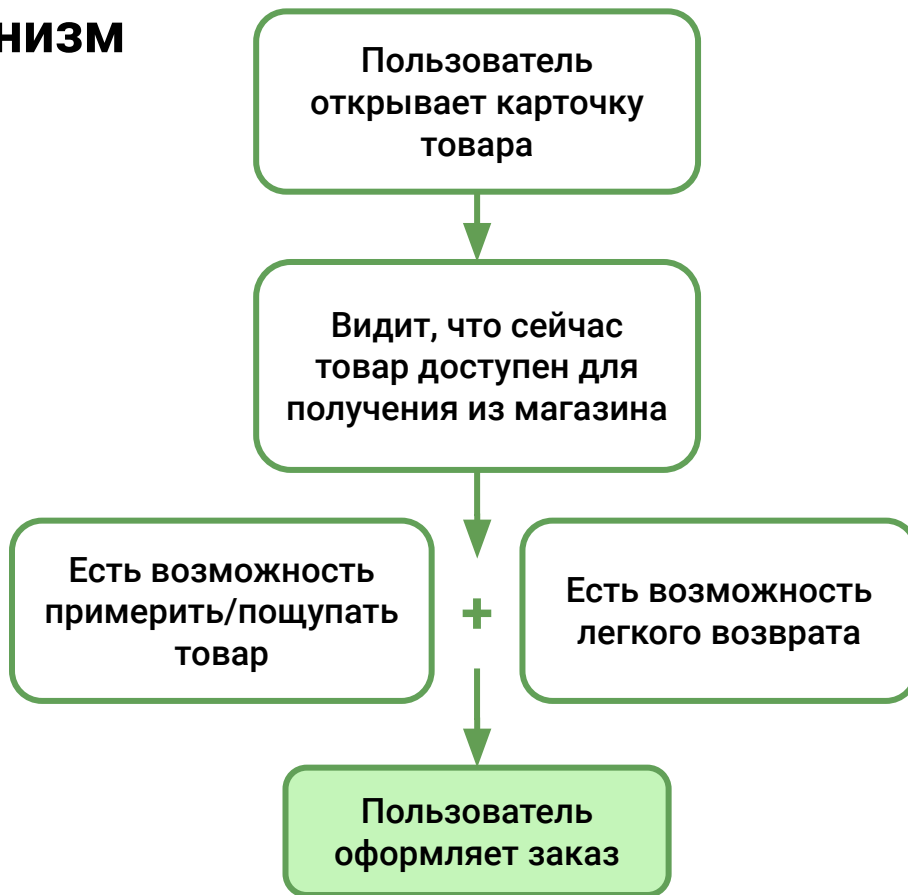 низм
Пользователь
открывает карточку
товара
Видит, что сейчас
товар доступен для
получения из магазина
Есть возможность
примерить/пощупать
товар
+
Есть возможность
легкого возврата
Пользователь
оформляет заказ